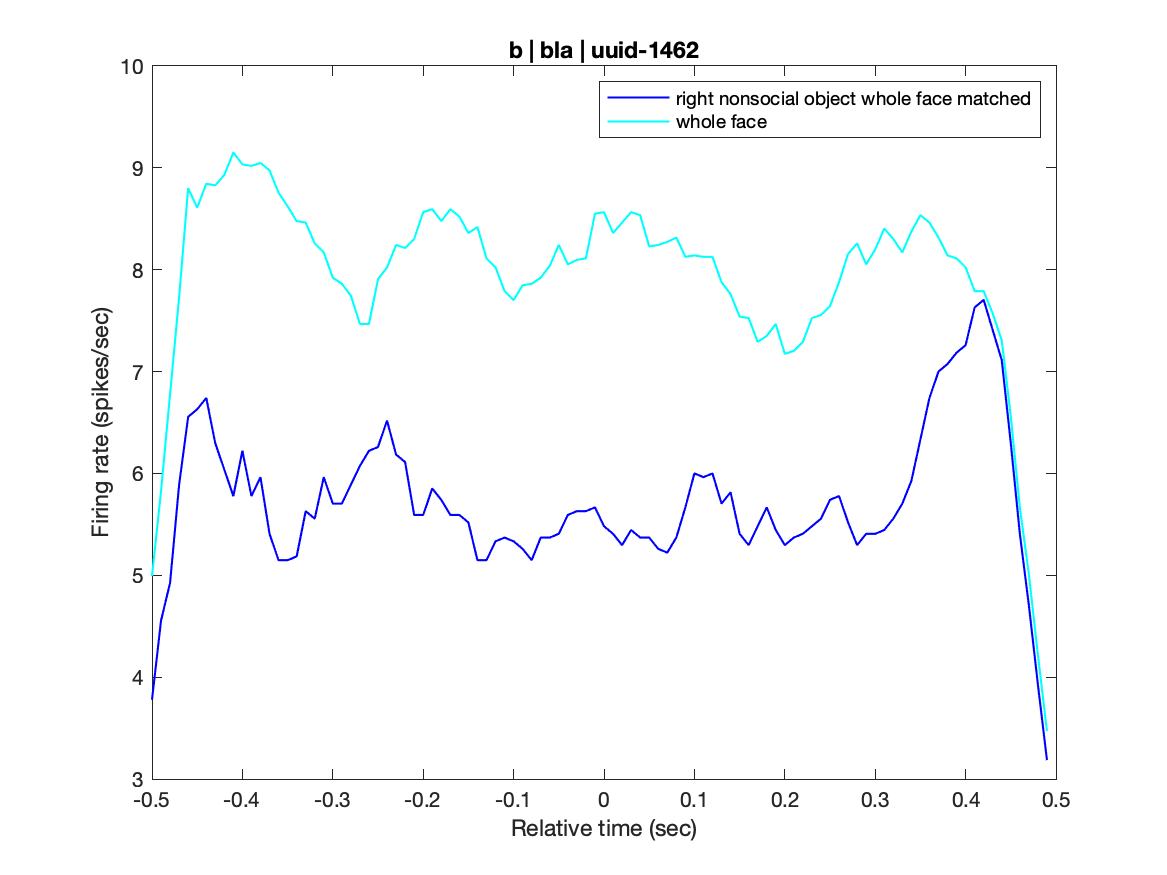 b | bla | uuid-1462
right nonsocial object whole face matched
whole face
Firing rate (spikes/sec)
10
9
8
7
6
5
4
3
-0.5 -0.4 -0.3 -0.2 -0.1 0 0.1 0.2 0.3 0.4 0.5
Relative time (sec)